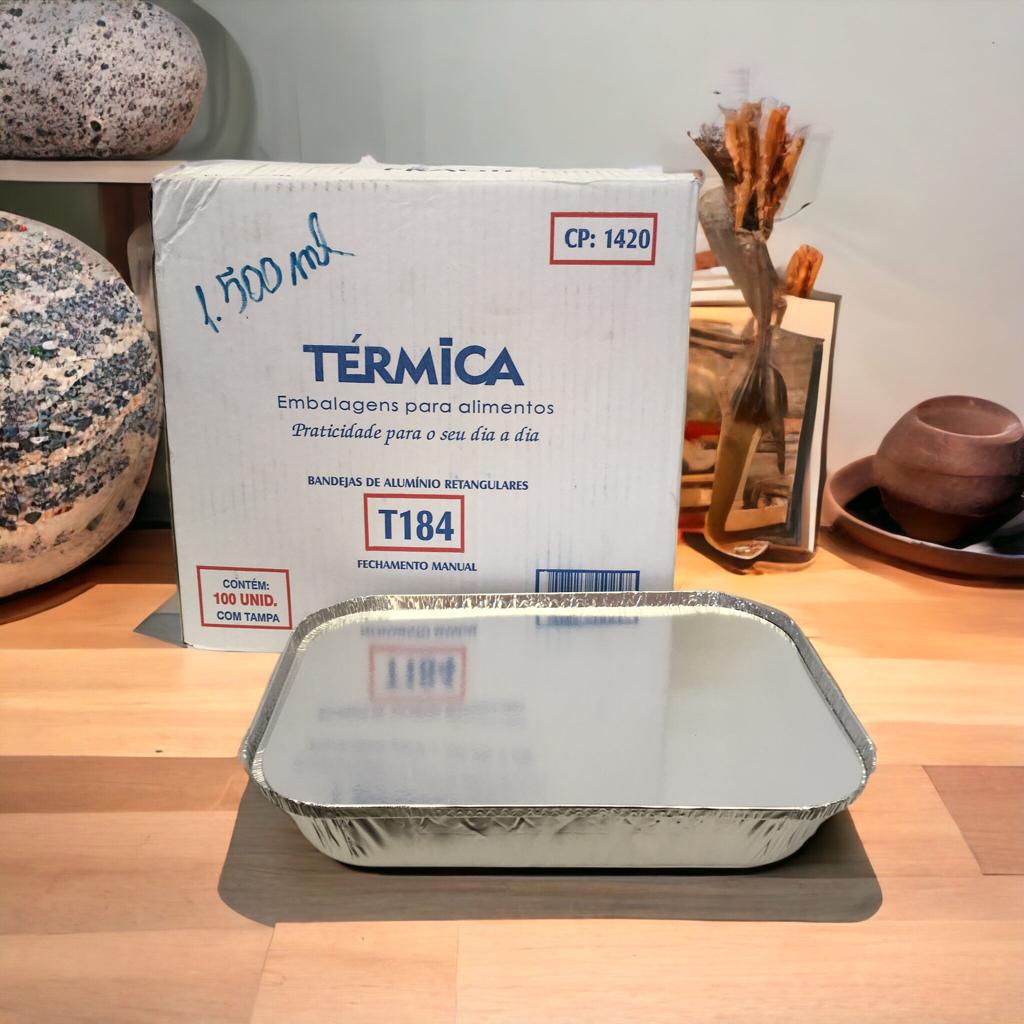 CP: 1420
1.500 ml
TÉRMICA
Embalagens para alimentos
Praticidade para o seu dia a dia
BANDEJAS DE ALUMÍNIO RETANGULARES
T184
FECHAMENTO MANUAL
CONTÉM:
100 UNID.
COM TAMPA
T184